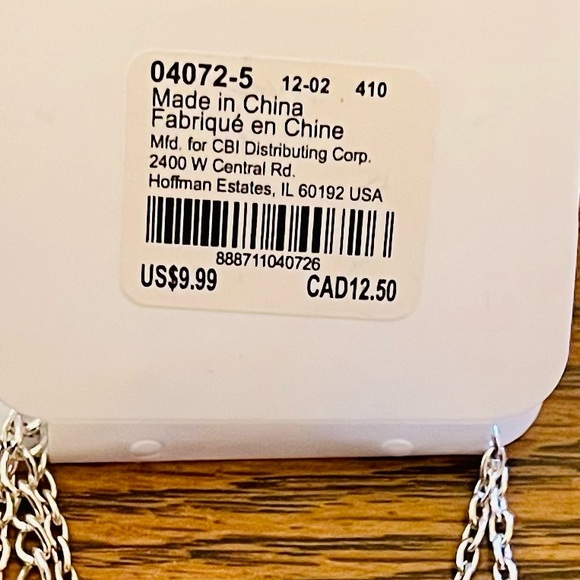 04072-5 12-02 410
Made in China
Fabriqué en Chine
Mfd. for CBI Distributing Corp.
2400 W Central Rd.
Hoffman Estates, IL 60192 USA
888711040726
US$9.99 CAD12.50